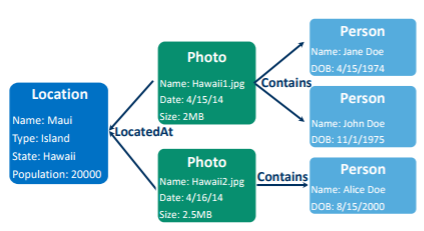 Location
Name: Maui
Type: Island
State: Hawaii
Population: 20000
LocatedAt
Photo
Name: Hawaii1.jpg
Date: 4/15/14
Size: 2MB
Photo
Name: Hawaii2.jpg
Date: 4/16/14
Size: 2.5MB
Contains
Contains
Person
Name: Jane Doe
DOB: 4/15/1974
Person
Name: John Doe
DOB: 11/1/1975
Person
Name: Alice Doe
DOB: 8/15/2000